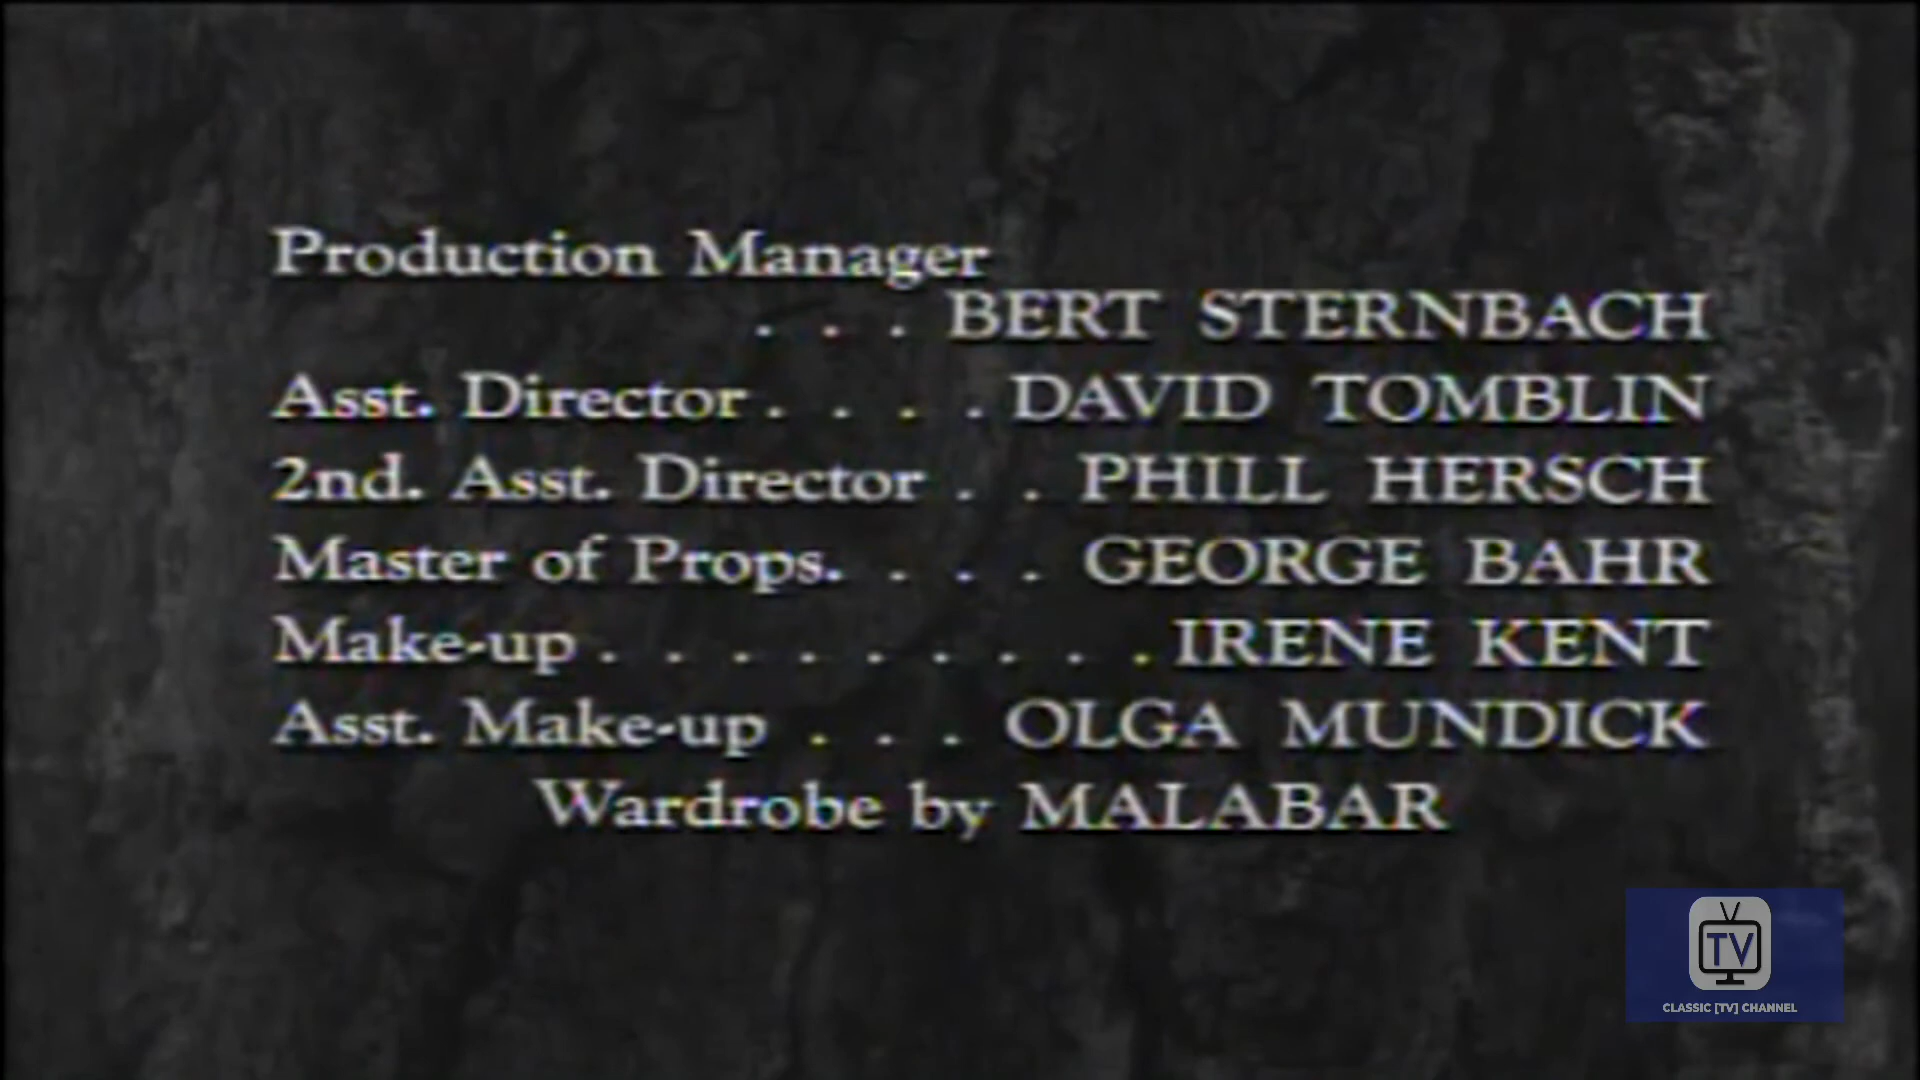 Production Manager
. . . BERT STERNBACH
Asst. Director . . . . DAVID TOMBLIN
2nd. Asst. Director . . PHILL HERSCH
Master of Props. . . . GEORGE BAHR
Make-up . . . . . . . . . IRENE KENT
Asst. Make-up . . . OLGA MUNDICK
Wardrobe by MALABAR
TV
CLASSIC [TV] CHANNEL